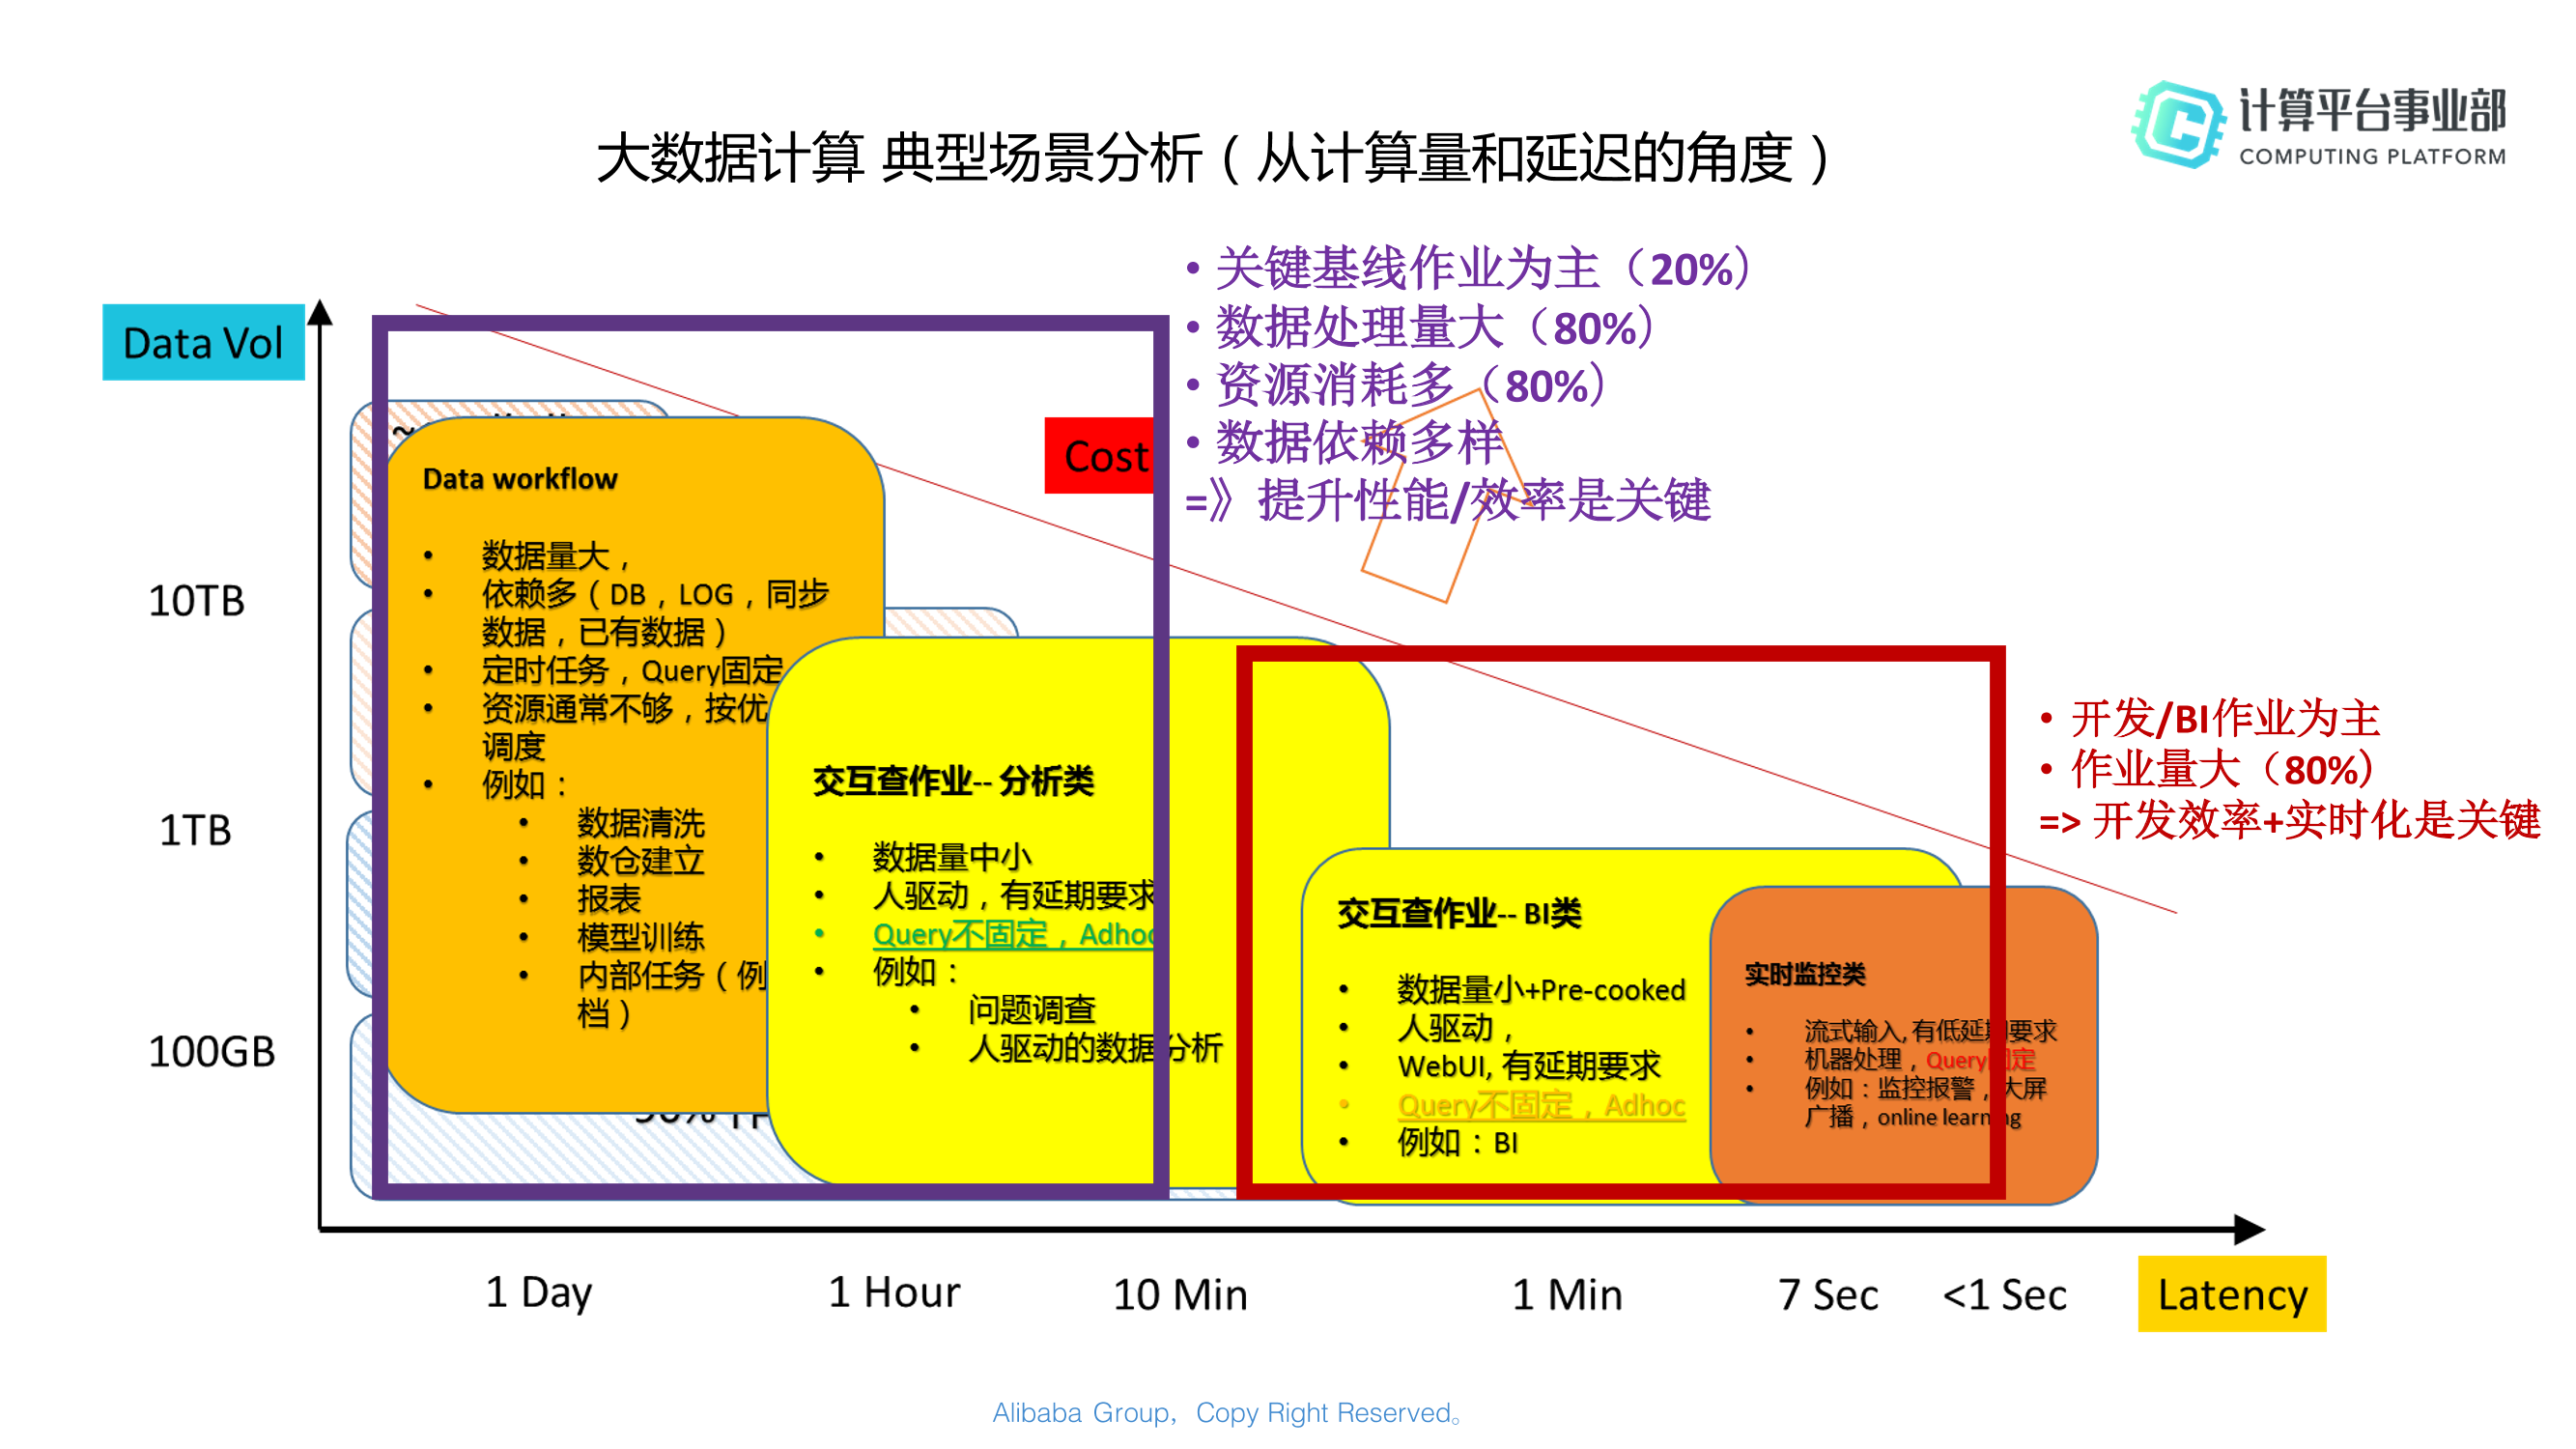 计算平台事业部
COMPUTING PLATFORM
大数据计算 典型场景分析（从计算量和延迟的角度）
• 关键基线作业为主（20%）
• 数据处理量大（80%）
• 资源消耗多（80%）
• 数据依赖多样
=》提升性能/效率是关键
Data Vol
Cost
10TB
1TB
100GB
Data workflow
• 数据量大，
• 依赖多（DB，LOG，同步
数据，已有数据）
• 定时任务，Query固定
• 资源通常不够，按优
调度
• 例如：
• 数据清洗
• 数仓建立
• 报表
• 模型训练
• 内部任务（例
档）
交互查作业-- 分析类
• 数据量中小
• 人驱动，有延期要求
• Query不固定，Adhoc
• 例如：
• 问题调查
• 人驱动的数据分析
交互查作业-- BI类
• 数据量小+Pre-cooked
• 人驱动，
• WebUI, 有延期要求
• Query不固定，Adhoc
• 例如：BI
实时监控类
• 流式输入, 有低延期要求
• 机器处理，Query固定
• 例如：监控报警，大屏
广播，online learning
• 开发/BI作业为主
• 作业量大（80%）
=> 开发效率+实时化是关键
1 Day
1 Hour
10 Min
1 Min
7 Sec
<1 Sec
Latency
Alibaba Group， Copy Right Reserved。